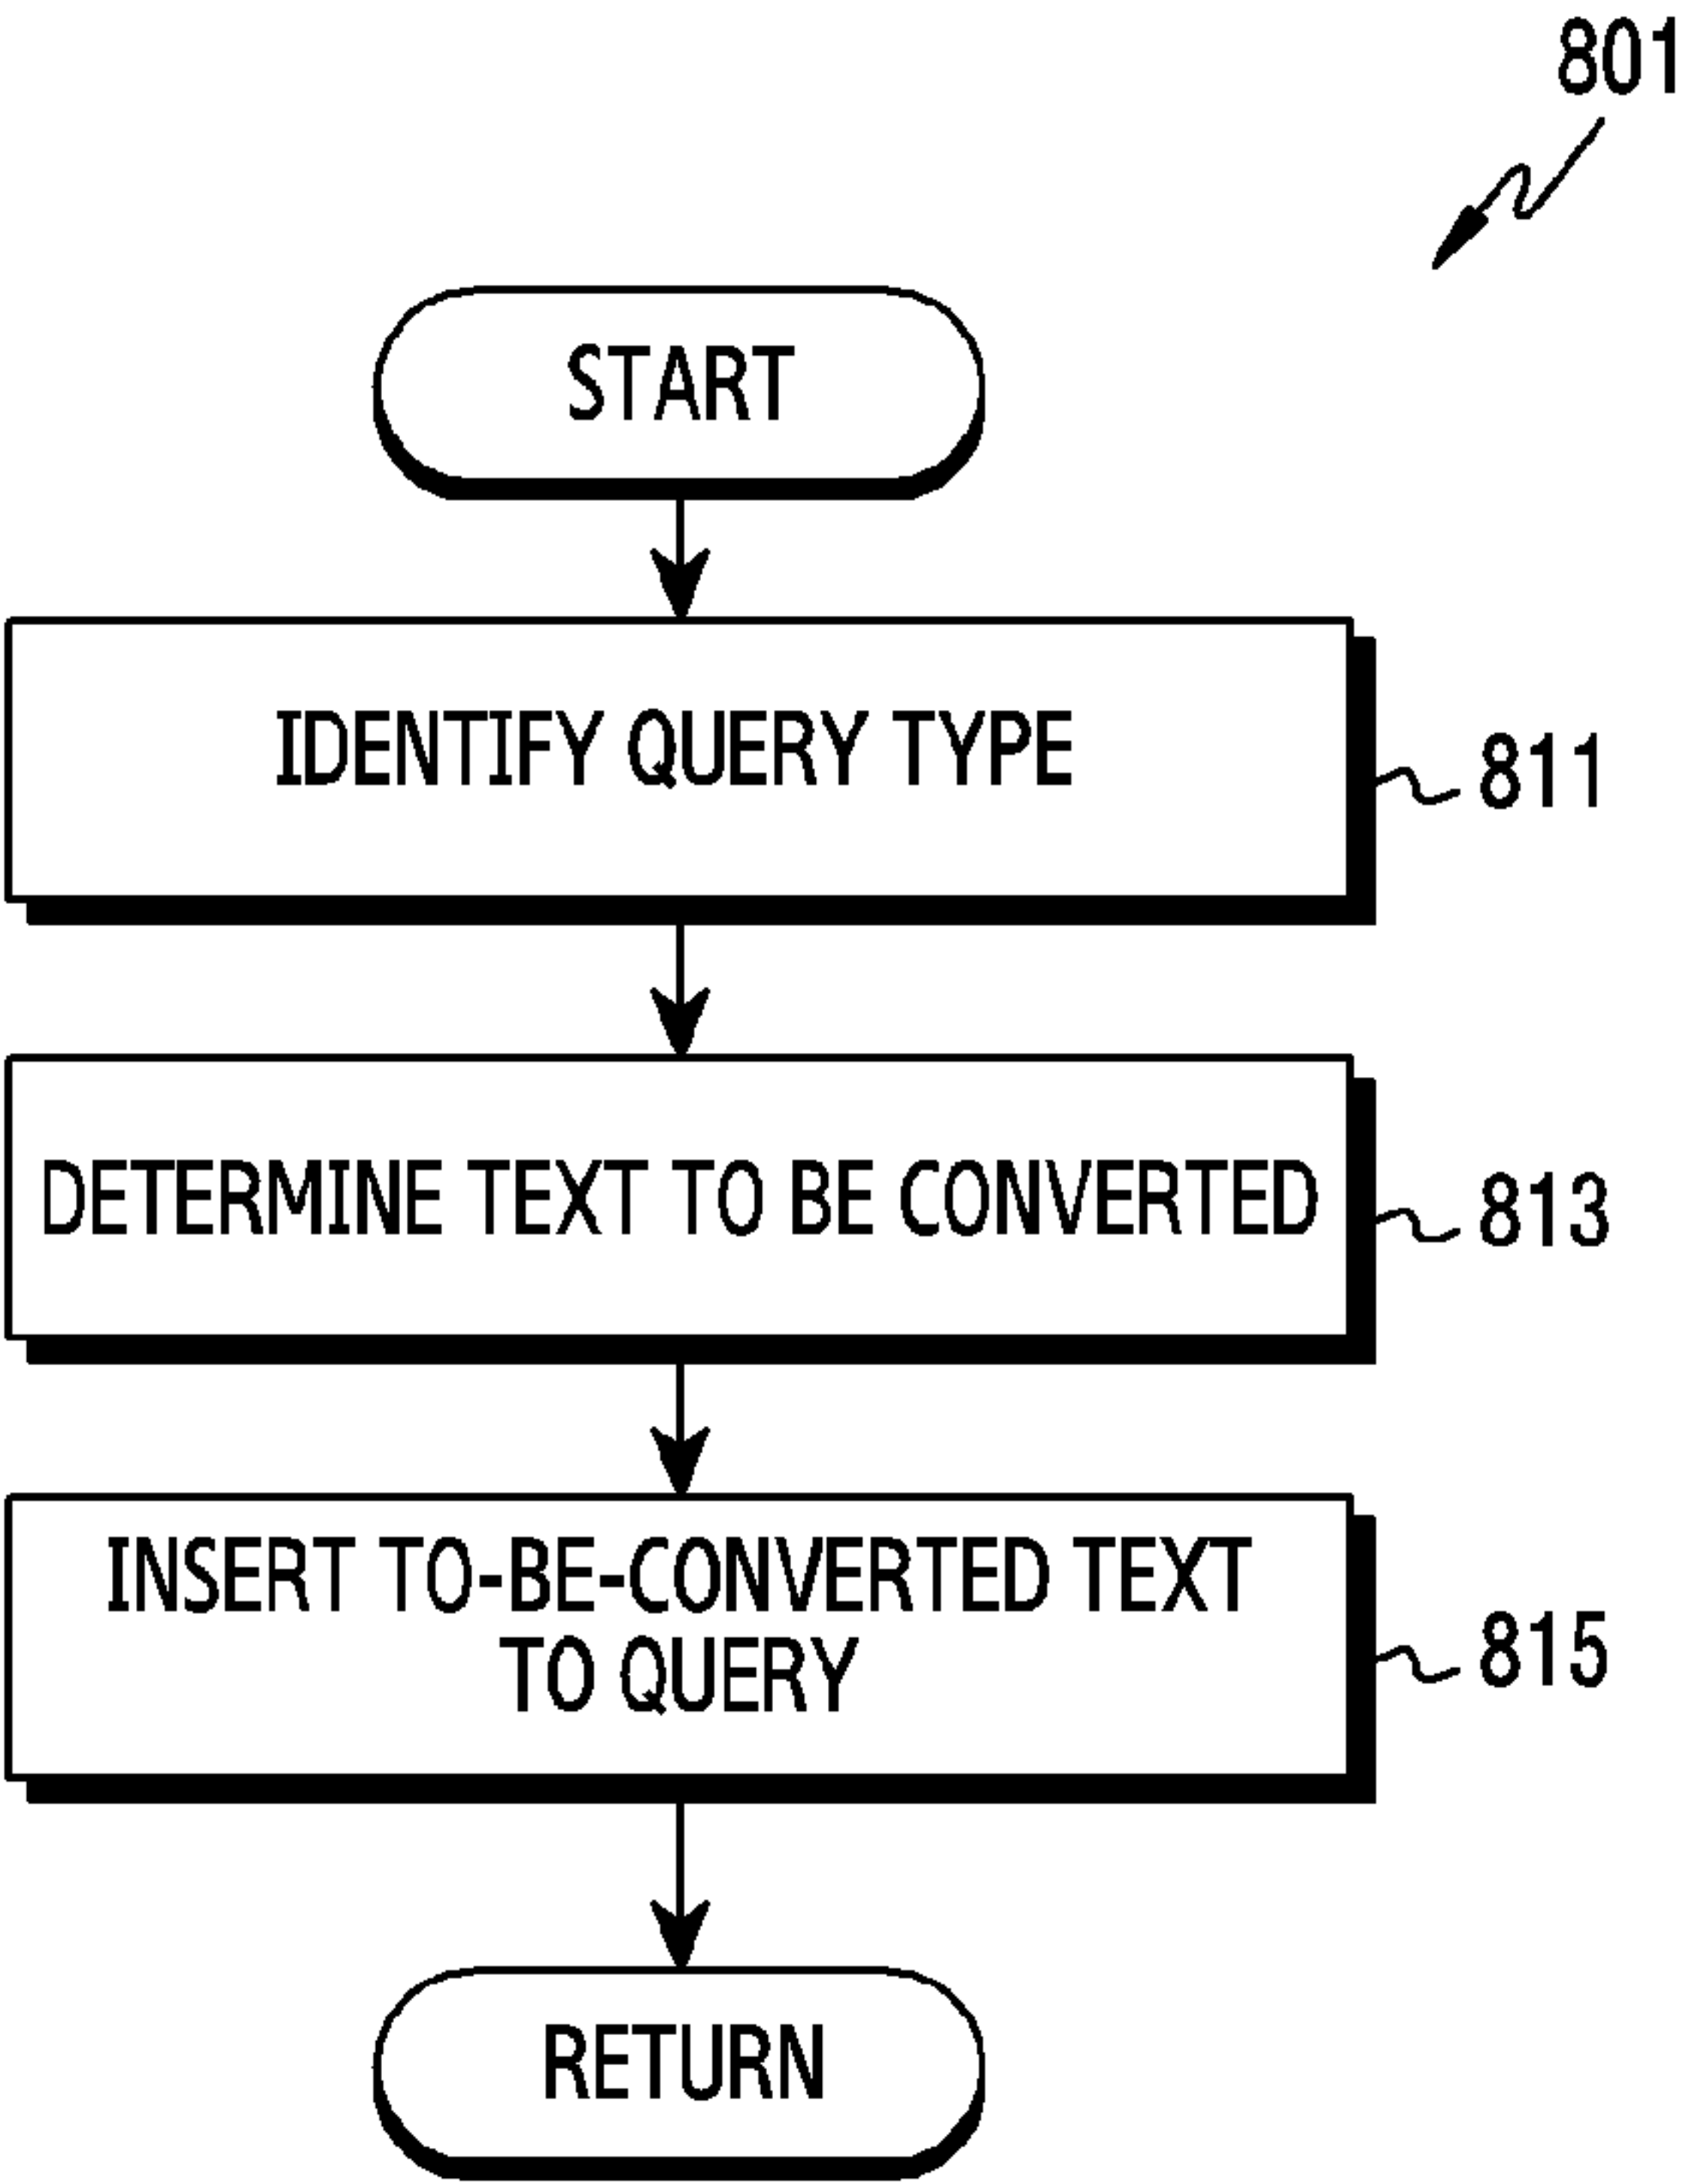 801
START
IDENTIFY QUERY TYPE
811
DETERMINE TEXT TO BE CONVERTED
813
INSERT TO-BE-CONVERTED TEXT
TO QUERY
815
RETURN